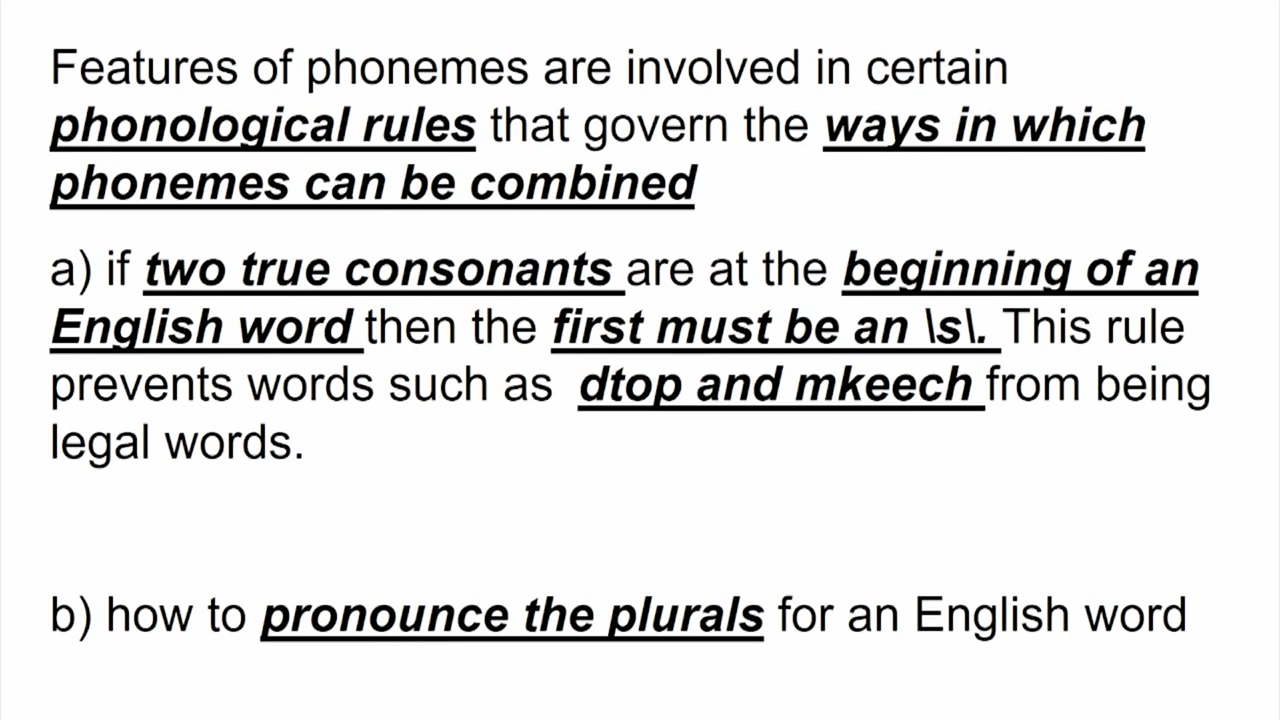 Features of phonemes are involved in certain
phonological rules that govern the ways in which
phonemes can be combined
a) if two true consonants are at the beginning of an
English word then the first must be an \s\. This rule
prevents words such as dtop and mkeech from being
legal words.
b) how to pronounce the plurals for an English word